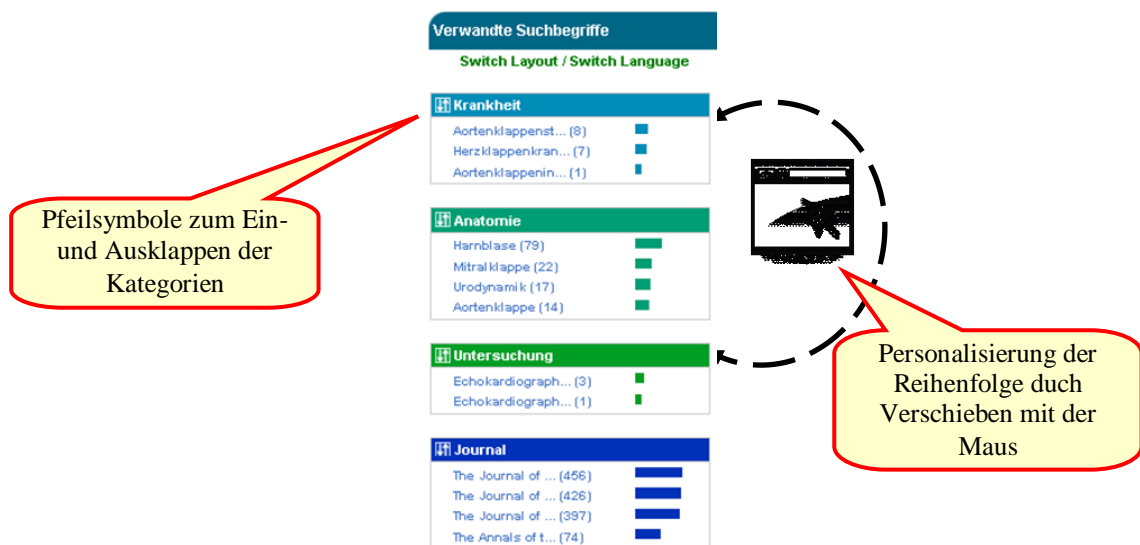 Verwandte Suchbegriffe
Switch Layout / Switch Language
Krankheit
Aortenklappenst... (8)
Herzklappenkran... (7)
Aortenklappenin... (1)
Pfeilsymbole zum Ein-
und Ausklappen der
Kategorien
Anatomie
Harnblase (79)
Mitralklappe (22)
Urodynamik (17)
Aortenklappe (14)
Untersuchung
Echokardiograph... (3)
Echokardiograph... (1)
Personalisierung der
Reihenfolge duch
Verschieben mit der
Maus
Journal
The Journal of ... (456)
The Journal of ... (426)
The Journal of ... (397)
The Annals of t... (74)